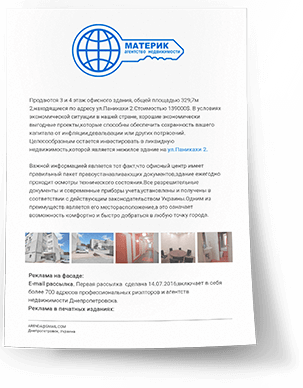 МАТЕРИК
агентство недвижимости
Продаются 3 и 4 этаж офисного здания, общей площадью 329,7м
2,находящиеся по адресу ул.Паникахи 2.Стоимостью 139000$. В условиях
экономической ситуации в нашей стране, хорошие экономически
выгодные проекты,которые способны обеспечить сохранность вашего
капитала от инфляции,девальвации или других потрясений.
Целесообразным остается инвестировать в ликвидную
недвижимость,которой является нежилое здание на ул.Паникахи 2.
Важной информацией является тот факт,что офисный центр имеет
правильный пакет правоустанавливающих документов,здание ежегодно
проходит осмотры технического состояния.Все разрешительные
документы и современные приборы учета,установлены и получены в
соответствии с действующим законодательством Украины.Одним из
преимуществ является его месторасположение,а это означает
возможность комфортно и быстро добраться в любую точку города.
Реклама на фасаде:
E-mail рассылка. Первая рассылка сделана 14.07.2016,включает в себя
более 700 адресов профессиональных риэлторов и агентств
недвижимости Днепропетровска.
Реклама в печатных изданиях:
Днепропетровск, Украина